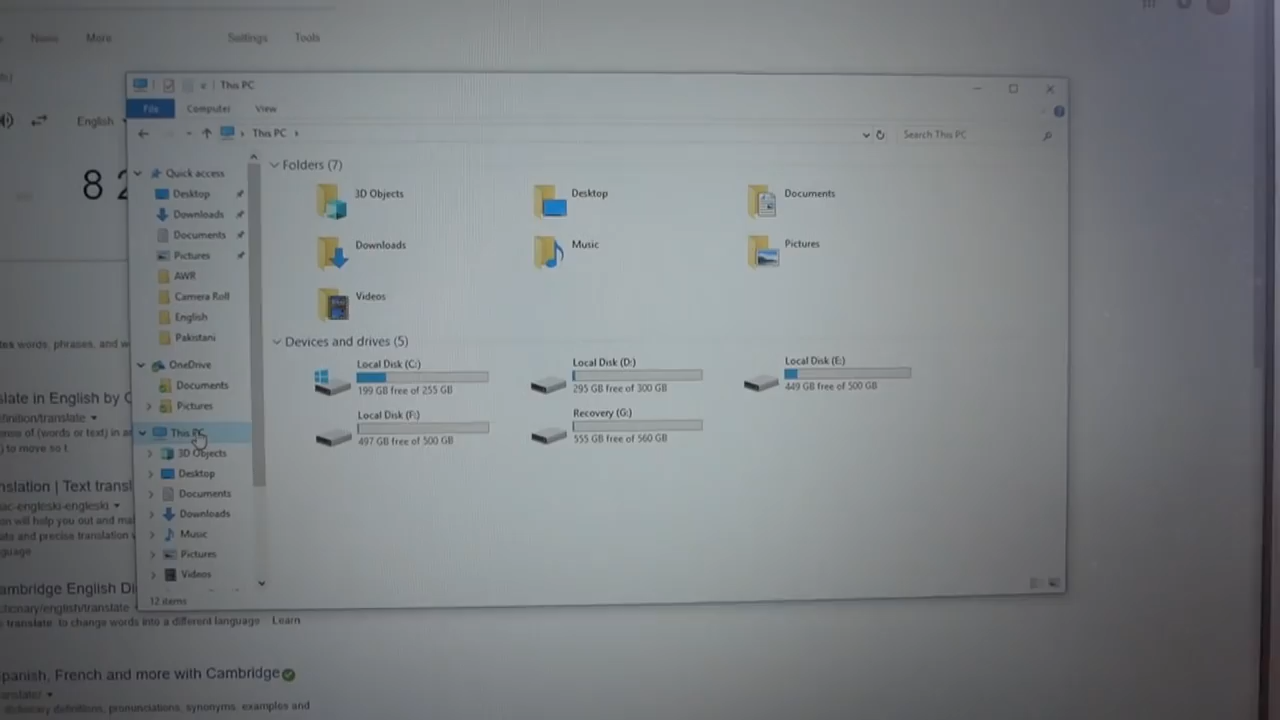 News More Settings Tools
This PC
File Computer View
English
This PC
Search This PC
8 2
Quick access
Desktop
Downloads
Documents
Pictures
AWR
Camera Roll
English
Pakistani
OneDrive
Documents
Pictures
This PC
3D Objects
Desktop
Documents
Downloads
Music
Pictures
Videos
12 items
Folders (7)
3D Objects
Desktop
Documents
Downloads
Music
Pictures
Videos
Devices and drives (5)
Local Disk (C:)
199 GB free of 255 GB
Local Disk (D:)
295 GB free of 300 GB
Local Disk (E:)
449 GB free of 500 GB
Local Disk (F:)
497 GB free of 500 GB
Recovery (G:)
555 GB free of 560 GB
words, phrases, and w
slate in English by C
finition/translate
ense of (words or text) in a
) to move so t
nslation | Text transl
ac-engleski-engleski
on will help you out and ma
ate and precise translation
guage
ambridge English Di
ctionary/english/translate
translate: to change words into a different language Learn
panish, French and more with Cambridge
translator
dictionary definitions, pronunciations, synonyms, examples and